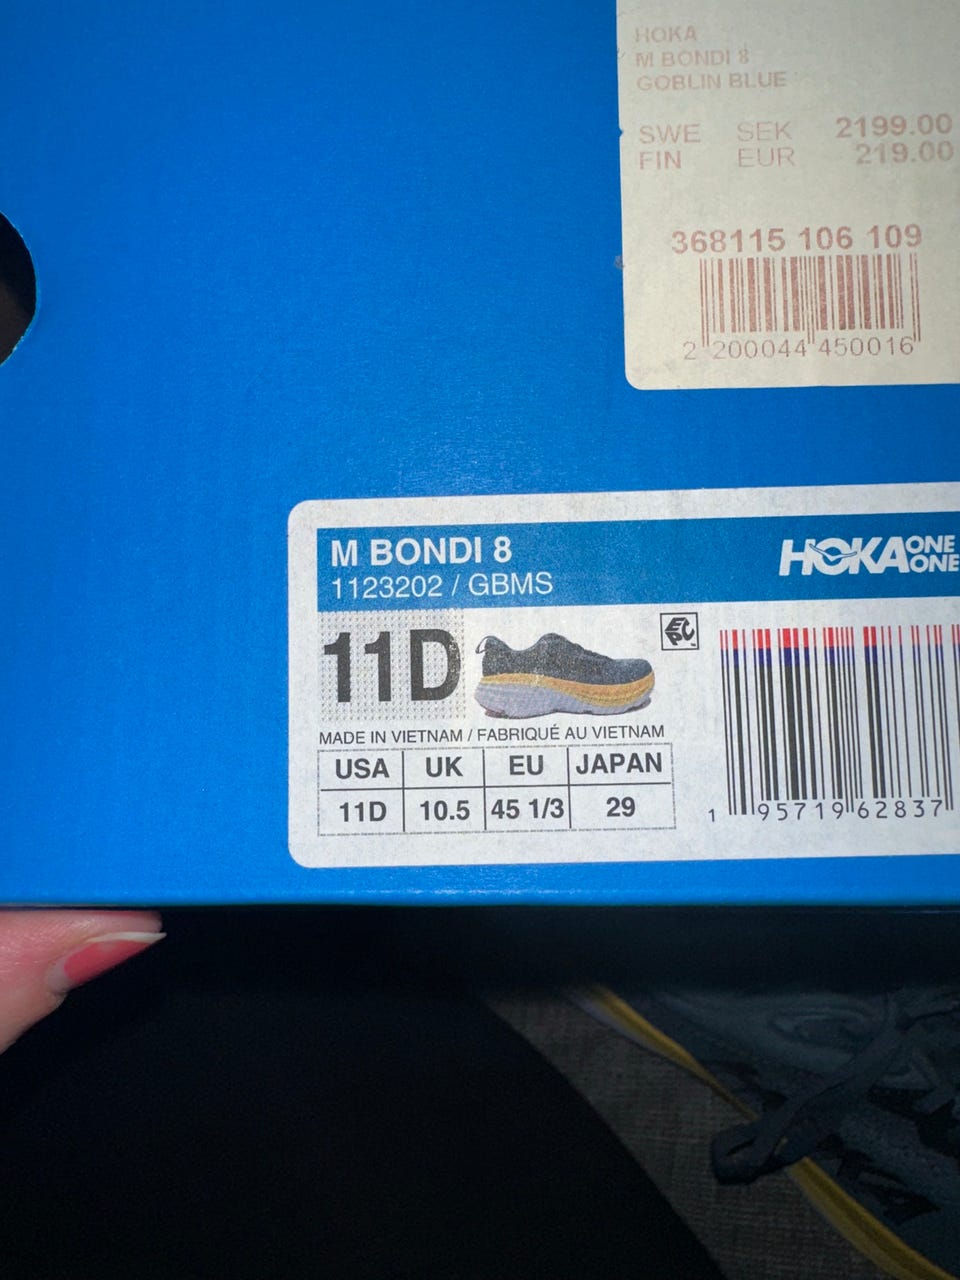 HOKA
M BONDI 8
GOBLIN BLUE
SWE SEK 2199.00
FIN EUR 219.00
368115 106 109
2 200044 450016
M BONDI 8
1123202 / GBMS
HOKA ONE ONE
11D
EPC
MADE IN VIETNAM / FABRIQUÉ AU VIETNAM
USA UK EU JAPAN
11D 10.5 45 1/3 29
1 95719 62837